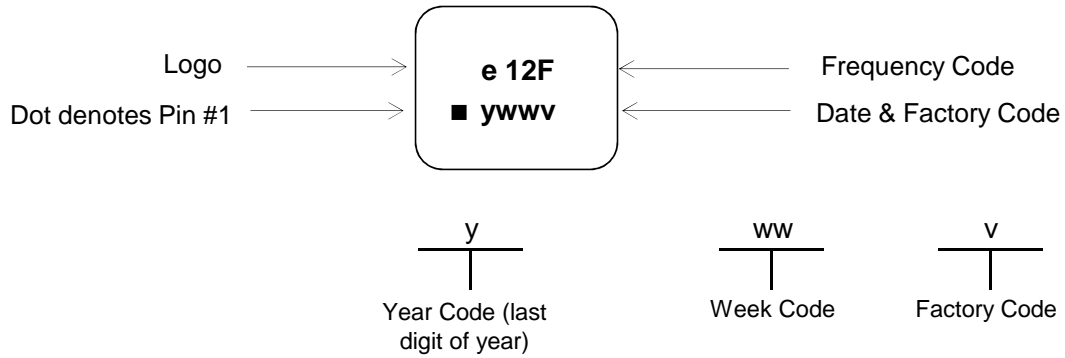 Logo
e 12F
Frequency Code
Dot denotes Pin #1
■ ywwv
Date & Factory Code
y
ww
v
Year Code (last
digit of year)
Week Code
Factory Code